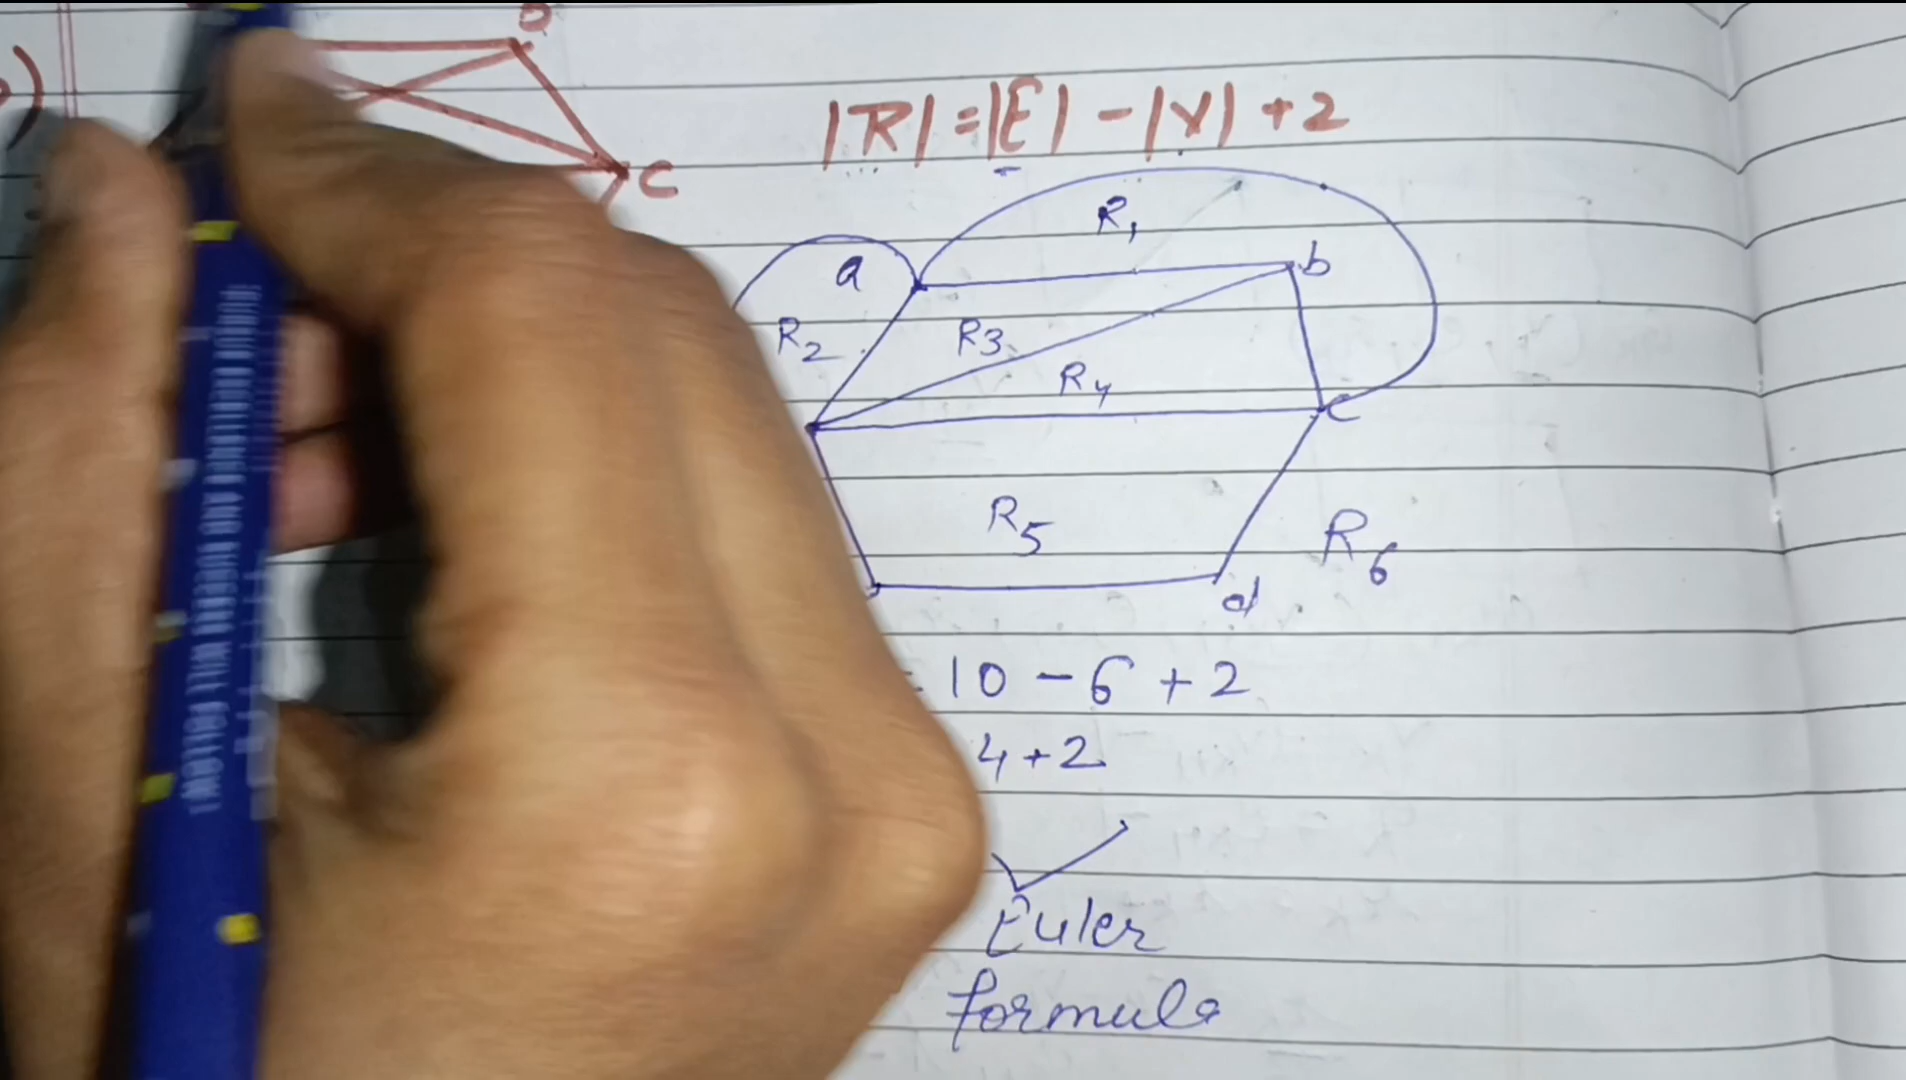 b
c
|R| = |E| - |V| + 2
R1
a
b
R2
R3
R4
c
R5
R6
d
= 10 - 6 + 2
4 + 2
Euler
formula